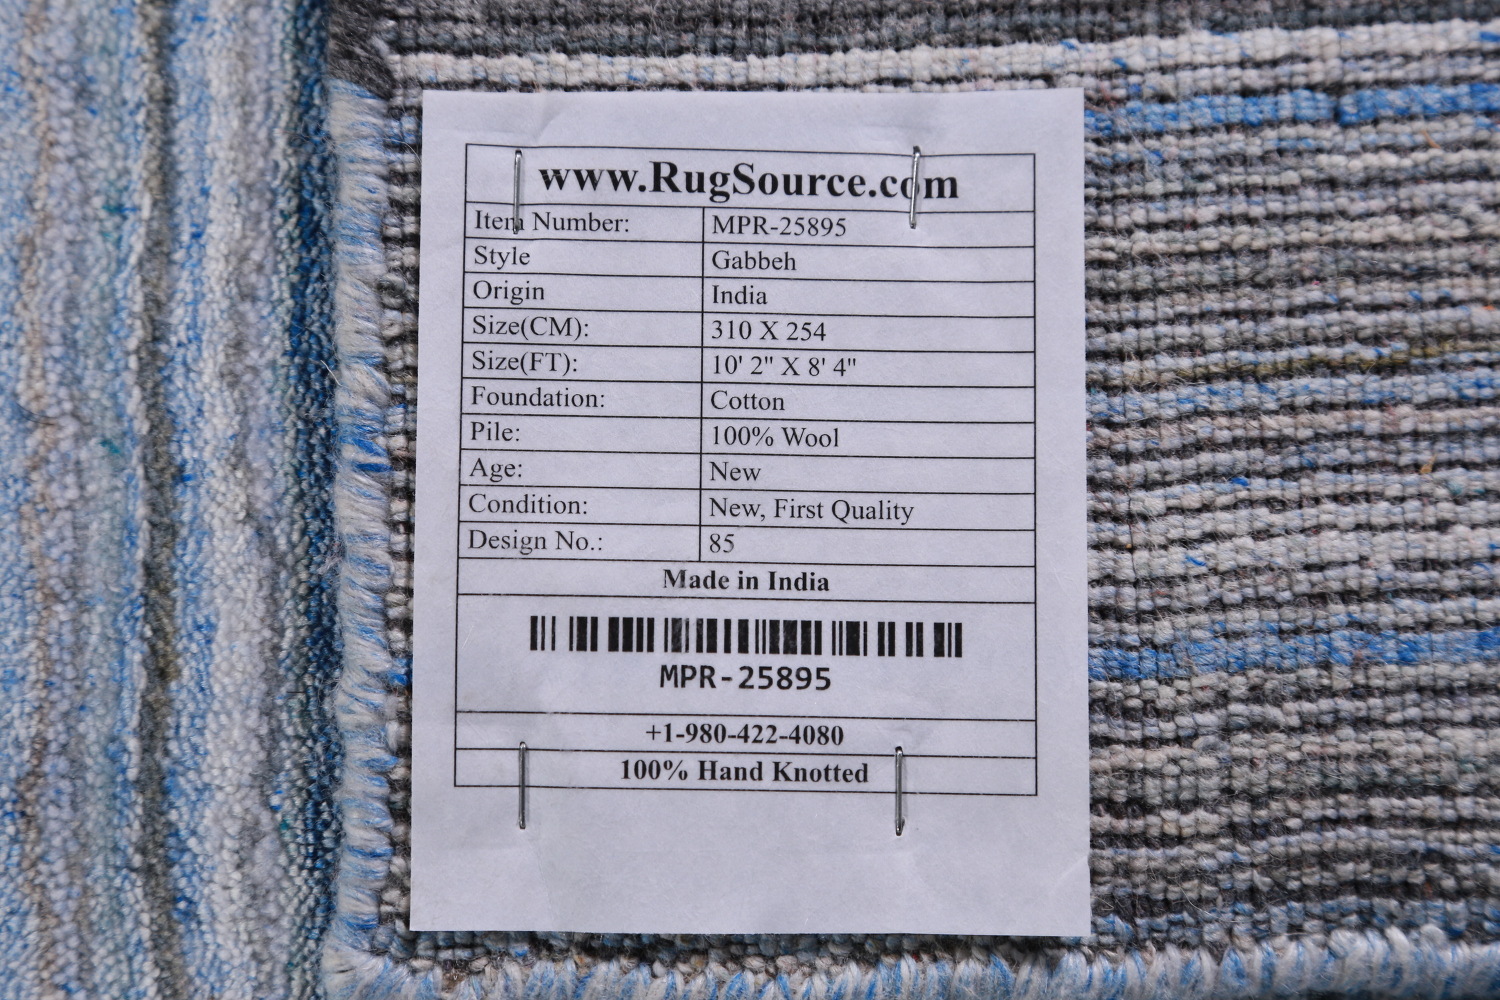 www.RugSource.com
Item Number: MPR-25895
Style Gabbeh
Origin India
Size(CM): 310 X 254
Size(FT): 10' 2" X 8' 4"
Foundation: Cotton
Pile: 100% Wool
Age: New
Condition: New, First Quality
Design No.: 85
Made in India
MPR-25895
+1-980-422-4080
100% Hand Knotted